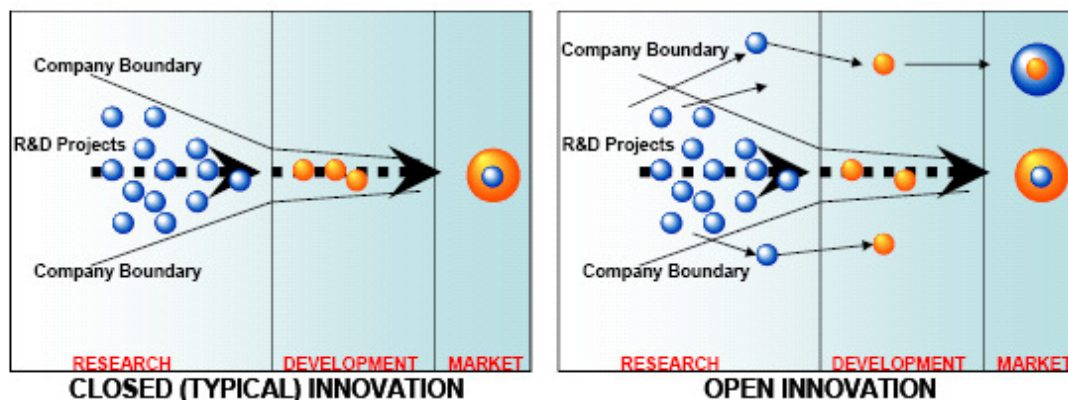 Company Boundary
R&D Projects
Company Boundary
RESEARCH
DEVELOPMENT
MARKET
CLOSED (TYPICAL) INNOVATION
Company Boundary
R&D Projects
Company Boundary
RESEARCH
DEVELOPMENT
MARKET
OPEN INNOVATION